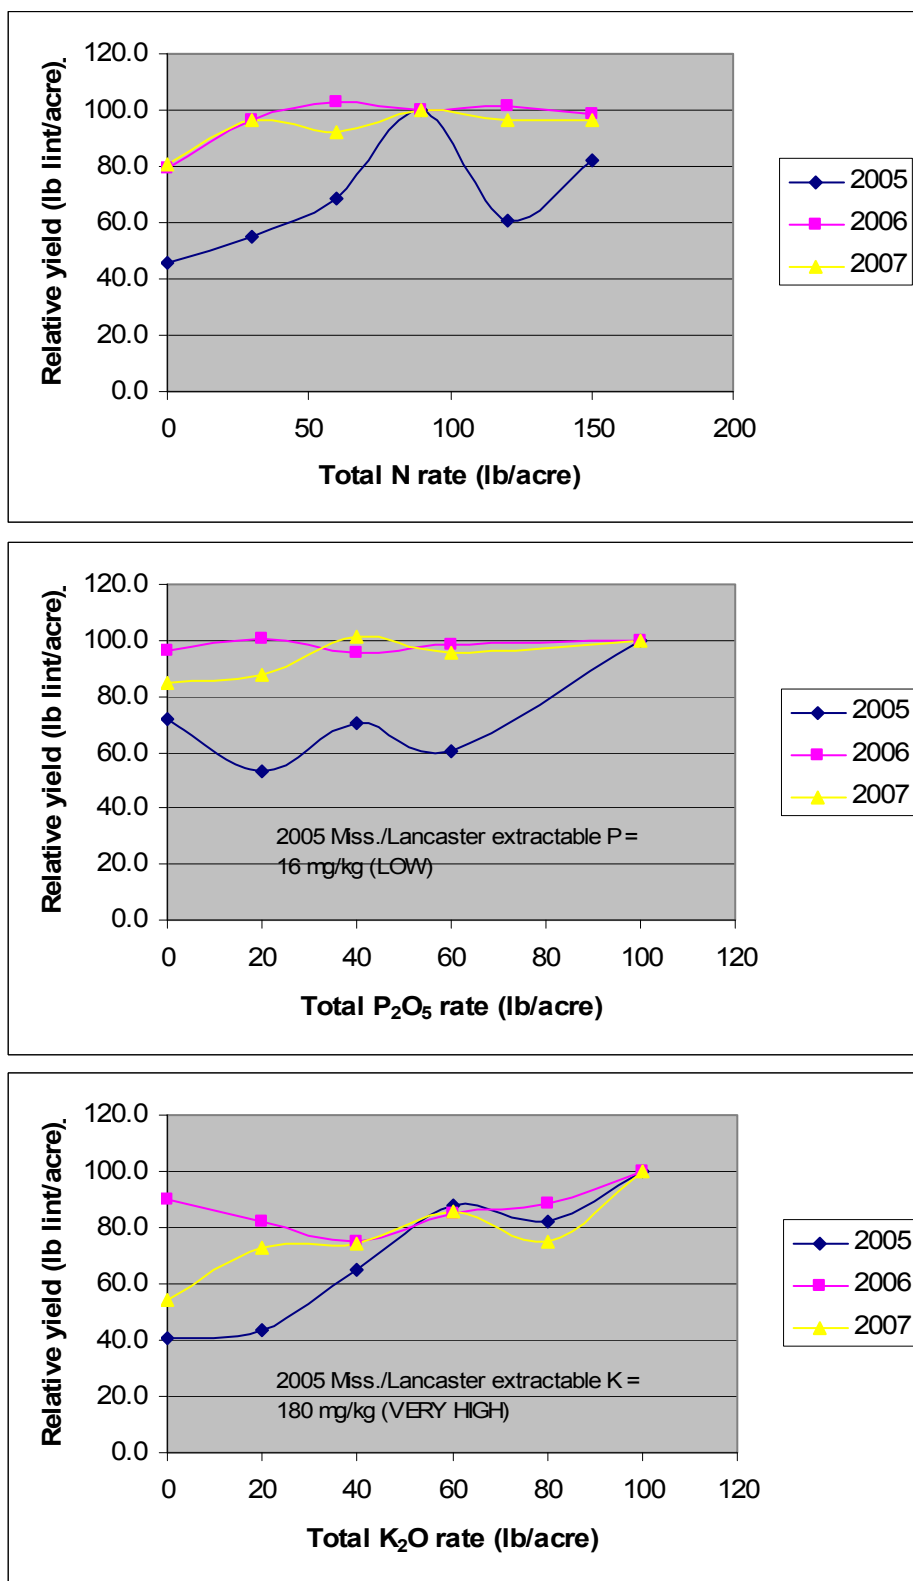 120.0
100.0
80.0
60.0
40.0
20.0
0.0
Relative yield (lb lint/acre).
0 50 100 150 200
Total N rate (lb/acre)
2005
2006
2007
120.0
100.0
80.0
60.0
40.0
20.0
0.0
Relative yield (lb lint/acre).
2005 Miss./Lancaster extractable P =
16 mg/kg (LOW)
0 20 40 60 80 100 120
Total P₂O₅ rate (lb/acre)
2005
2006
2007
120.0
100.0
80.0
60.0
40.0
20.0
0.0
Relative yield (lb lint/acre).
2005 Miss./Lancaster extractable K =
180 mg/kg (VERY HIGH)
0 20 40 60 80 100 120
Total K₂O rate (lb/acre)
2005
2006
2007